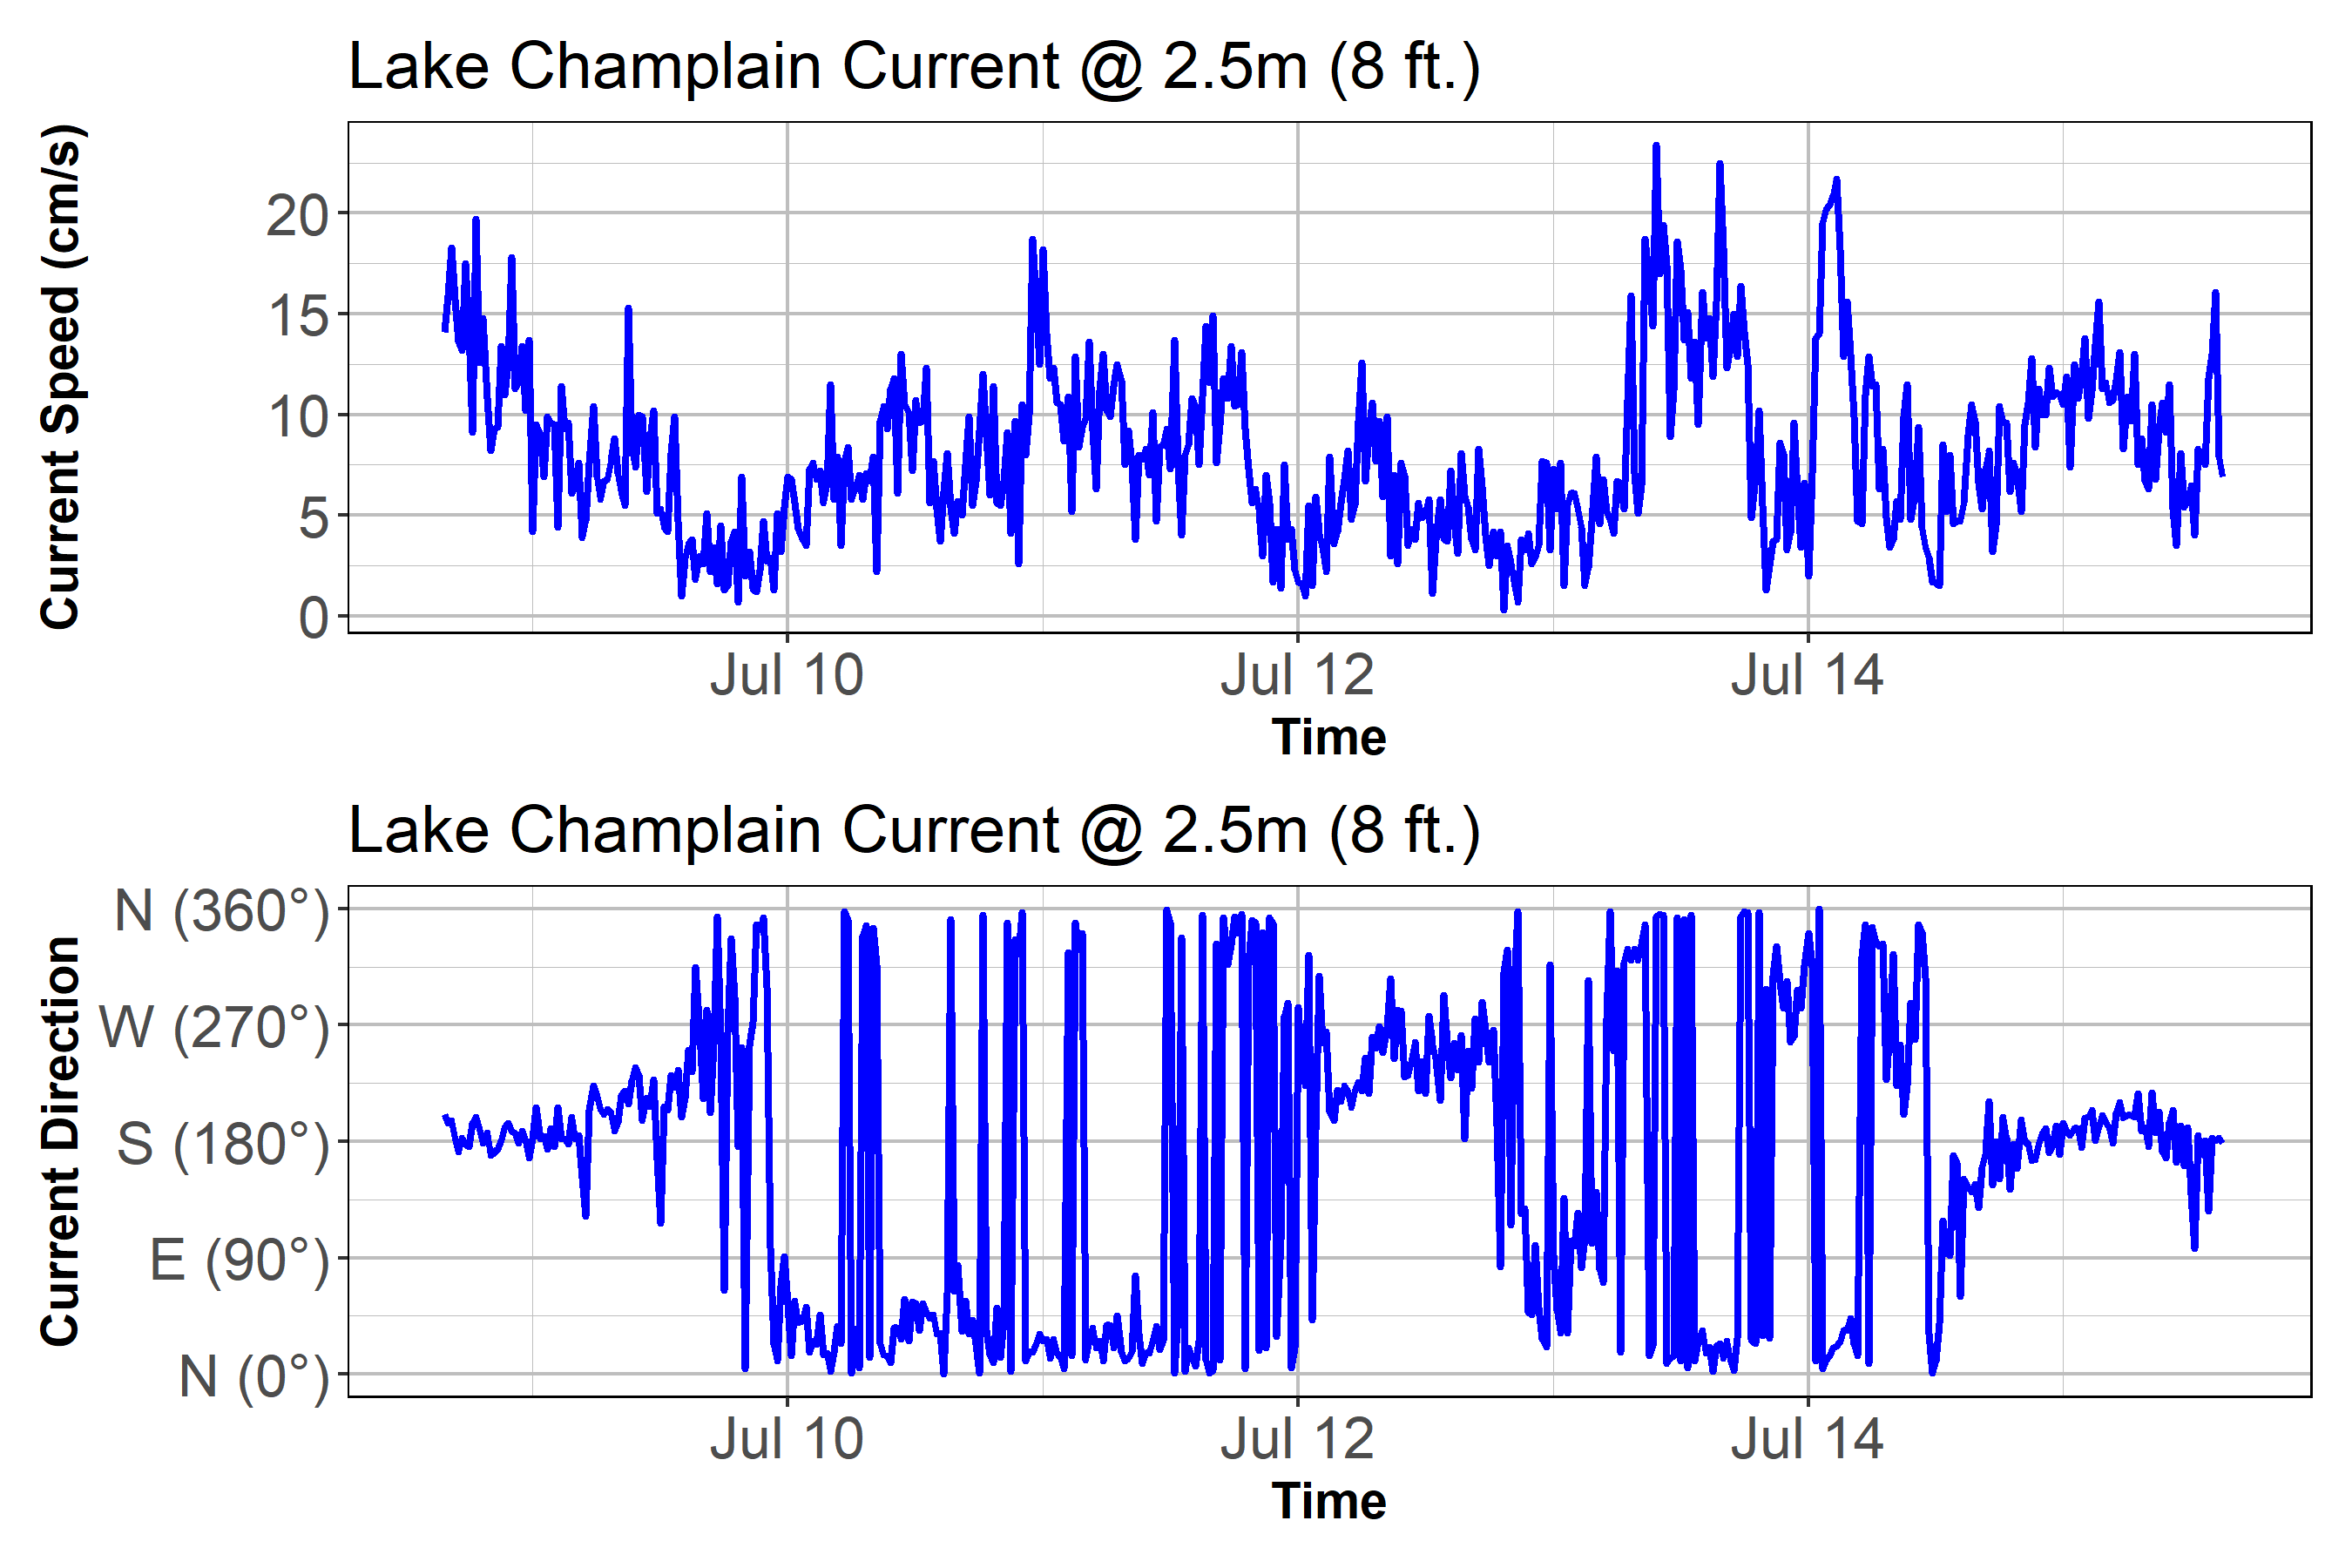 Lake Champlain Current @ 2.5m (8 ft.)
Current Speed (cm/s)
20
15
10
5
0
Jul 10 Jul 12 Jul 14
Time
Lake Champlain Current @ 2.5m (8 ft.)
Current Direction
N (360°)
W (270°)
S (180°)
E (90°)
N (0°)
Jul 10 Jul 12 Jul 14
Time